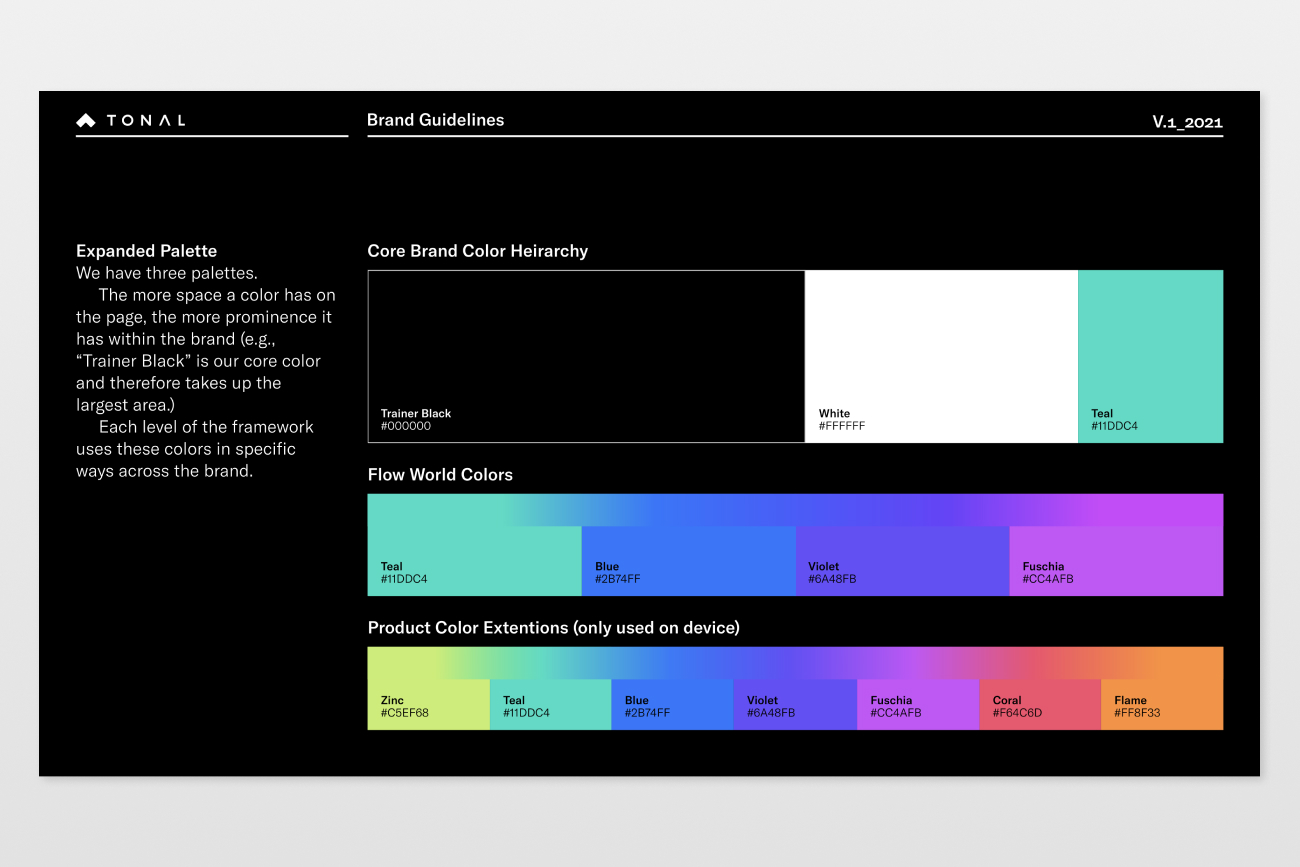 TONAL
Brand Guidelines
V.1_2021
Expanded Palette
We have three palettes.
The more space a color has on
the page, the more prominence it
has within the brand (e.g.,
“Trainer Black” is our core color
and therefore takes up the
largest area.)
Each level of the framework
uses these colors in specific
ways across the brand.
Core Brand Color Heirarchy
Trainer Black
#000000
White
#FFFFFF
Teal
#11DDC4
Flow World Colors
Teal
#11DDC4
Blue
#2B74FF
Violet
#6A48FB
Fuschia
#CC4AFB
Product Color Extentions (only used on device)
Zinc
#C5EF68
Teal
#11DDC4
Blue
#2B74FF
Violet
#6A48FB
Fuschia
#CC4AFB
Coral
#F64C6D
Flame
#FF8F33